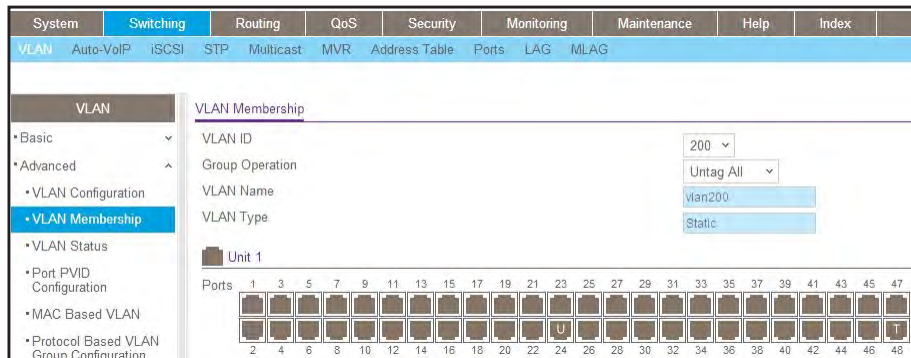 System Switching Routing QoS Security Monitoring Maintenance Help Index
VLAN Auto-VoIP iSCSI STP Multicast MVR Address Table Ports LAG MLAG
VLAN
Basic
Advanced
VLAN Configuration
VLAN Membership
VLAN Status
Port PVID
Configuration
MAC Based VLAN
Protocol Based VLAN
Group Configuration
VLAN Membership
VLAN ID 200
Group Operation Untag All
VLAN Name vlan200
VLAN Type Static
Unit 1
Ports 1 3 5 7 9 11 13 15 17 19 21 23 25 27 29 31 33 35 37 39 41 43 45 47
U T
2 4 6 8 10 12 14 16 18 20 22 24 26 28 30 32 34 36 38 40 42 44 46 48